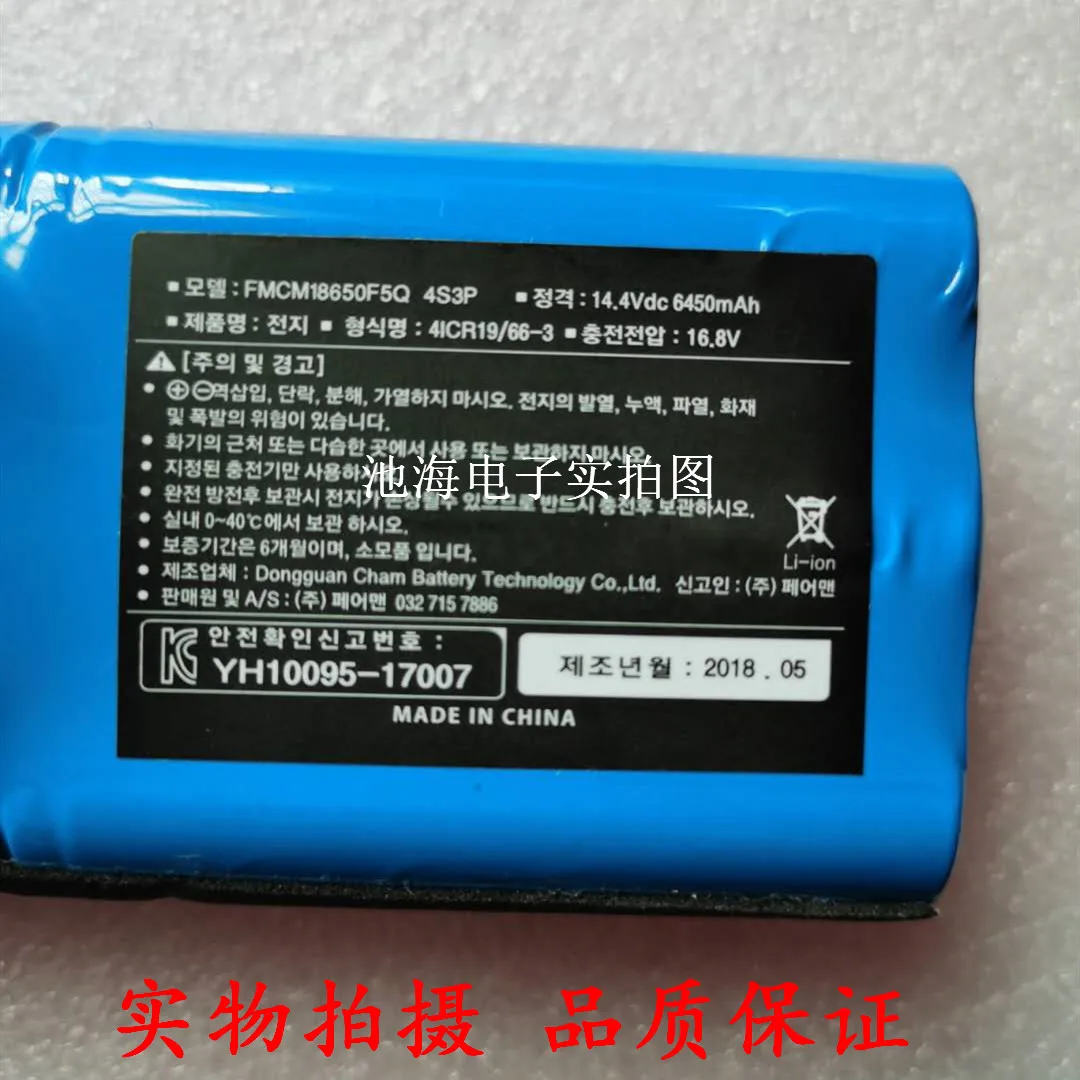 ▪ 모델 : FMCM18650F5Q 4S3P ▪ 정격 : 14.4Vdc 6450mAh
▪ 제품명 : 전지 ▪ 형식명 : 4ICR19/66-3 ▪ 충전전압 : 16.8V
[주의 및 경고]
• ⊕⊖역삽입, 단락, 분해, 가열하지 마시오. 전지의 발열, 누액, 파열, 화재
및 폭발의 위험이 있습니다.
• 화기의 근처 또는 다습한 곳에서 사용 또는 보관하지 마시오
• 지정된 충전기만 사용하
池海电子实拍图
• 완전 방전후 보관시 전지가 손상될수 있으므로 반드시 충전후 보관하시오.
• 실내 0~40℃에서 보관 하시오.
• 보증기간은 6개월이며, 소모품 입니다.
Li-ion
• 제조업체 : Dongguan Cham Battery Technology Co.,Ltd. 신고인 : (주) 페어맨
• 판매원 및 A/S : (주) 페어맨 032 715 7886
안전확인신고번호 :
YH10095-17007
제조년월 : 2018 . 05
MADE IN CHINA
实物拍摄 品质保证